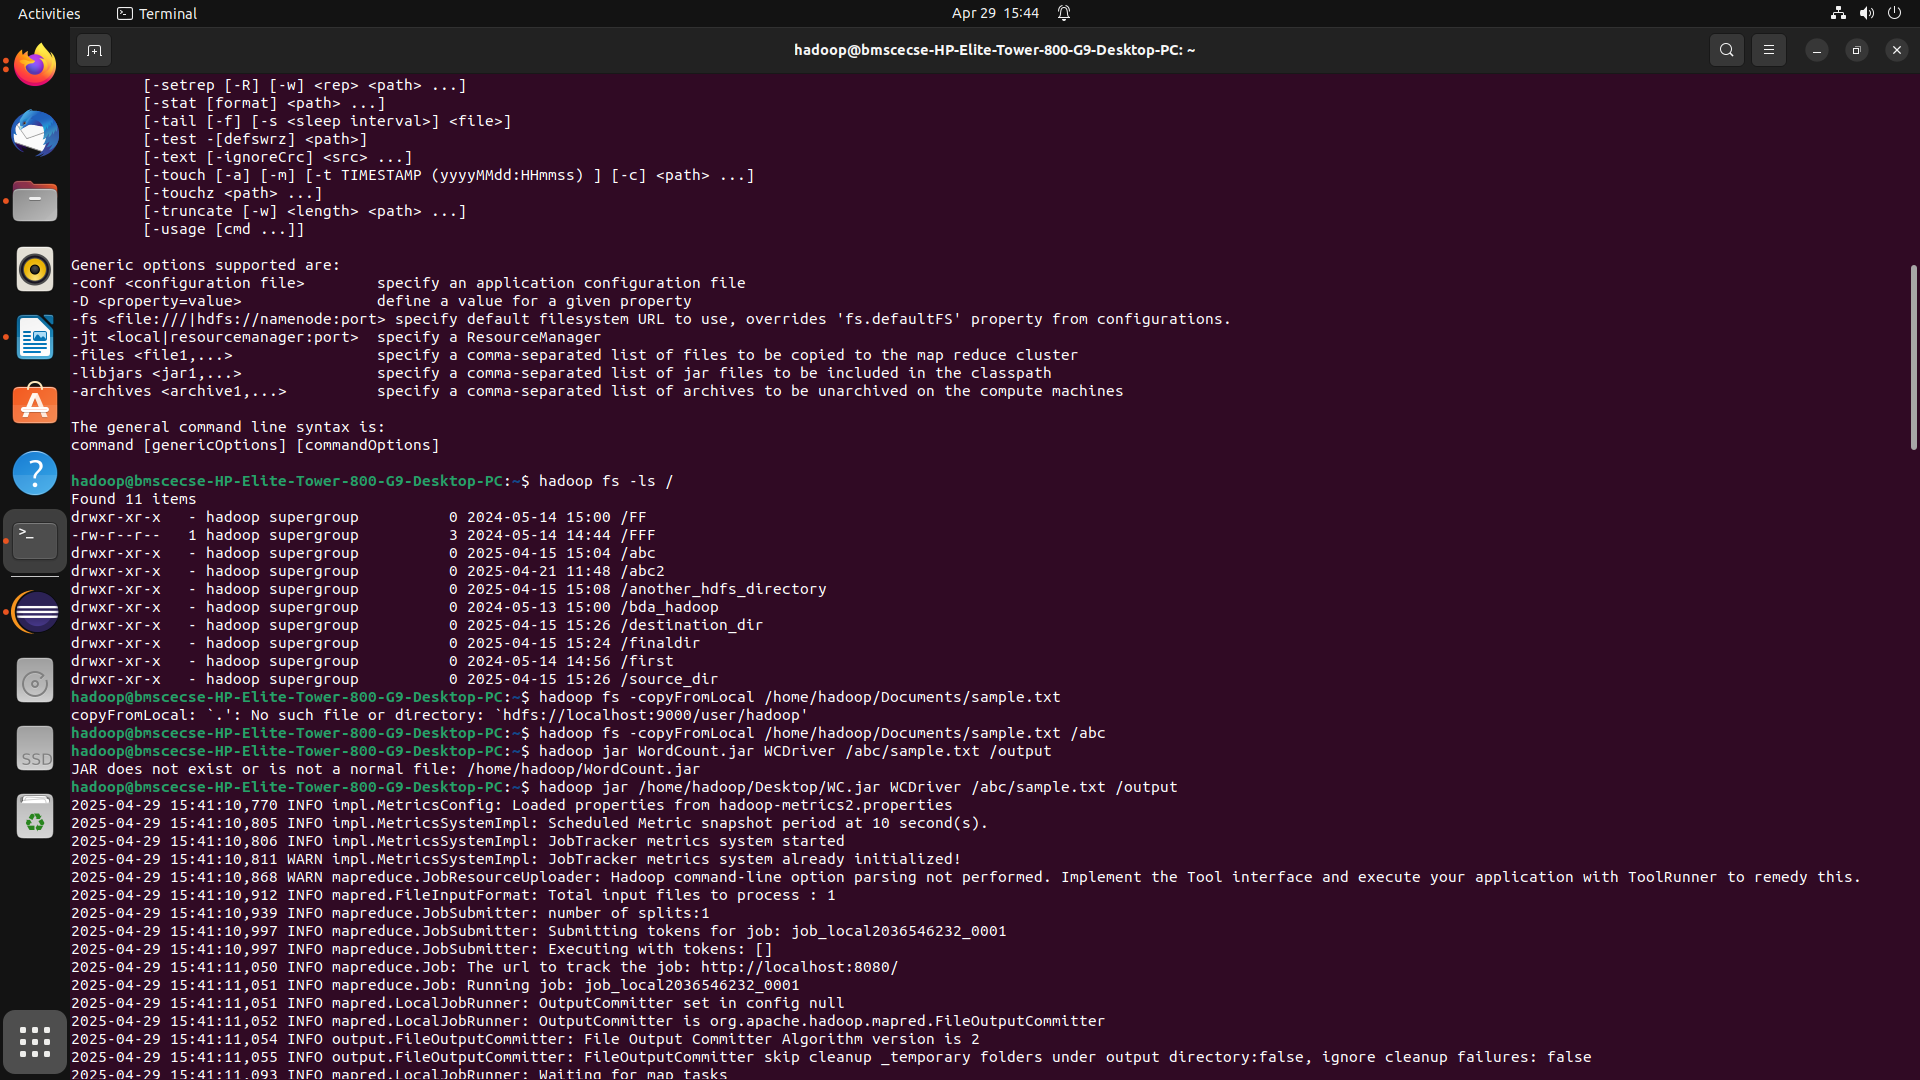 Activities
Terminal
Apr 29 15:44
hadoop@bmscecse-HP-Elite-Tower-800-G9-Desktop-PC: ~
[-setrep [-R] [-w] <rep> <path> ...]
[-stat [format] <path> ...]
[-tail [-f] [-s <sleep interval>] <file>]
[-test -[defswrz] <path>]
[-text [-ignoreCrc] <src> ...]
[-touch [-a] [-m] [-t TIMESTAMP (yyyyMMdd:HHmmss) ] [-c] <path> ...]
[-touchz <path> ...]
[-truncate [-w] <length> <path> ...]
[-usage [cmd ...]]
Generic options supported are:
-conf <configuration file>        specify an application configuration file
-D <property=value>               define a value for a given property
-fs <file:///|hdfs://namenode:port> specify default filesystem URL to use, overrides 'fs.defaultFS' property from configurations.
-jt <local|resourcemanager:port>  specify a ResourceManager
-files <file1,...>                specify a comma-separated list of files to be copied to the map reduce cluster
-libjars <jar1,...>               specify a comma-separated list of jar files to be included in the classpath
-archives <archive1,...>          specify a comma-separated list of archives to be unarchived on the compute machines
The general command line syntax is:
command [genericOptions] [commandOptions]
hadoop@bmscecse-HP-Elite-Tower-800-G9-Desktop-PC:~$ hadoop fs -ls /
Found 11 items
drwxr-xr-x   - hadoop supergroup          0 2024-05-14 15:00 /FF
-rw-r--r--   1 hadoop supergroup          3 2024-05-14 14:44 /FFF
drwxr-xr-x   - hadoop supergroup          0 2025-04-15 15:04 /abc
drwxr-xr-x   - hadoop supergroup          0 2025-04-21 11:48 /abc2
drwxr-xr-x   - hadoop supergroup          0 2025-04-15 15:08 /another_hdfs_directory
drwxr-xr-x   - hadoop supergroup          0 2024-05-13 15:00 /bda_hadoop
drwxr-xr-x   - hadoop supergroup          0 2025-04-15 15:26 /destination_dir
drwxr-xr-x   - hadoop supergroup          0 2025-04-15 15:24 /finaldir
drwxr-xr-x   - hadoop supergroup          0 2024-05-14 14:56 /first
drwxr-xr-x   - hadoop supergroup          0 2025-04-15 15:26 /source_dir
hadoop@bmscecse-HP-Elite-Tower-800-G9-Desktop-PC:~$ hadoop fs -copyFromLocal /home/hadoop/Documents/sample.txt
copyFromLocal: `.': No such file or directory: `hdfs://localhost:9000/user/hadoop'
hadoop@bmscecse-HP-Elite-Tower-800-G9-Desktop-PC:~$ hadoop fs -copyFromLocal /home/hadoop/Documents/sample.txt /abc
hadoop@bmscecse-HP-Elite-Tower-800-G9-Desktop-PC:~$ hadoop jar WordCount.jar WCDriver /abc/sample.txt /output
JAR does not exist or is not a normal file: /home/hadoop/WordCount.jar
hadoop@bmscecse-HP-Elite-Tower-800-G9-Desktop-PC:~$ hadoop jar /home/hadoop/Desktop/WC.jar WCDriver /abc/sample.txt /output
2025-04-29 15:41:10,770 INFO impl.MetricsConfig: Loaded properties from hadoop-metrics2.properties
2025-04-29 15:41:10,805 INFO impl.MetricsSystemImpl: Scheduled Metric snapshot period at 10 second(s).
2025-04-29 15:41:10,806 INFO impl.MetricsSystemImpl: JobTracker metrics system started
2025-04-29 15:41:10,811 WARN impl.MetricsSystemImpl: JobTracker metrics system already initialized!
2025-04-29 15:41:10,868 WARN mapreduce.JobResourceUploader: Hadoop command-line option parsing not performed. Implement the Tool interface and execute your application with ToolRunner to remedy this.
2025-04-29 15:41:10,912 INFO mapred.FileInputFormat: Total input files to process : 1
2025-04-29 15:41:10,939 INFO mapreduce.JobSubmitter: number of splits:1
2025-04-29 15:41:10,997 INFO mapreduce.JobSubmitter: Submitting tokens for job: job_local2036546232_0001
2025-04-29 15:41:10,997 INFO mapreduce.JobSubmitter: Executing with tokens: []
2025-04-29 15:41:11,050 INFO mapreduce.Job: The url to track the job: http://localhost:8080/
2025-04-29 15:41:11,051 INFO mapreduce.Job: Running job: job_local2036546232_0001
2025-04-29 15:41:11,051 INFO mapred.LocalJobRunner: OutputCommitter set in config null
2025-04-29 15:41:11,052 INFO mapred.LocalJobRunner: OutputCommitter is org.apache.hadoop.mapred.FileOutputCommitter
2025-04-29 15:41:11,054 INFO output.FileOutputCommitter: File Output Committer Algorithm version is 2
2025-04-29 15:41:11,055 INFO output.FileOutputCommitter: FileOutputCommitter skip cleanup _temporary folders under output directory:false, ignore cleanup failures: false
2025-04-29 15:41:11,093 INFO mapred.LocalJobRunner: Waiting for map tasks
SSD